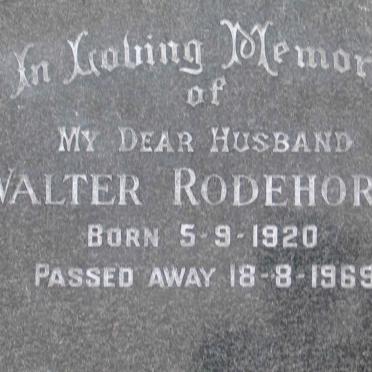 In Loving Memor
of
My Dear Husband
Walter Rodehor
Born 5-9-1920
Passed away 18-8-1969